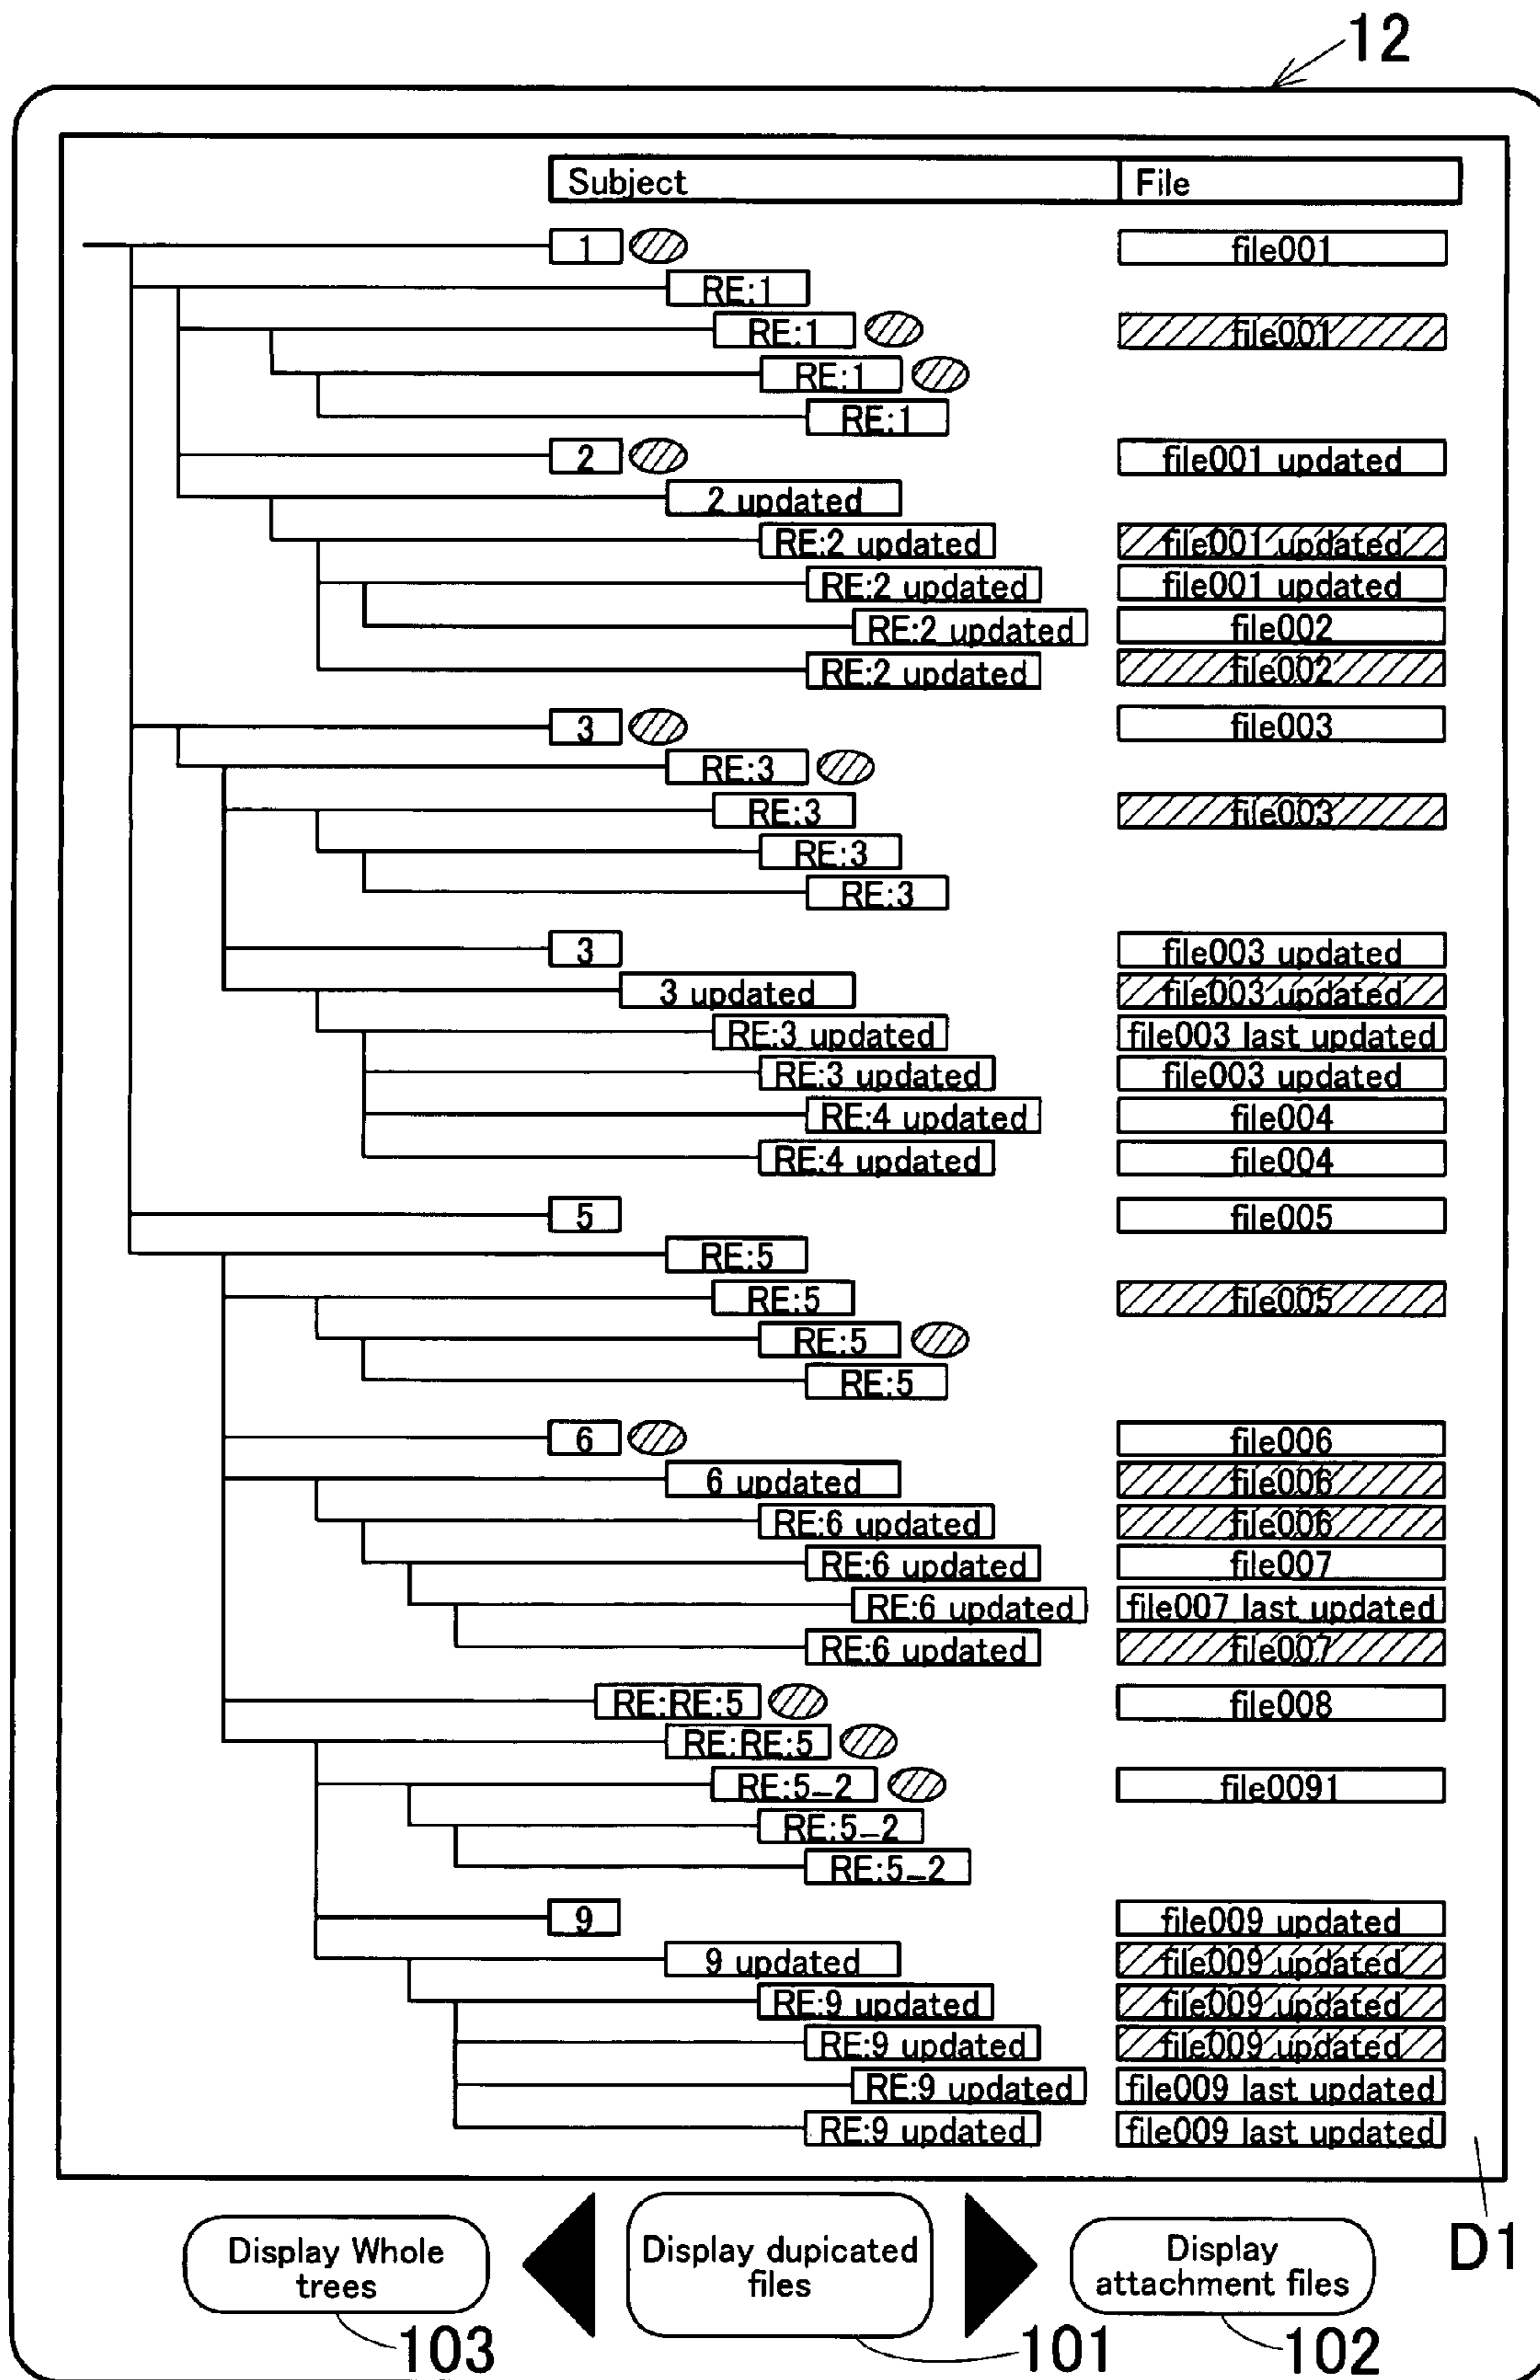 12
Subject File
1 file001
RE:1
RE:1 file001
RE:1
RE:1
2 file001 updated
2 updated
RE:2 updated file001 updated
RE:2 updated file001 updated
RE:2 updated file002
RE:2 updated file002
3 file003
RE:3
RE:3 file003
RE:3
RE:3
3 file003 updated
3 updated file003 updated
RE:3 updated file003 last updated
RE:3 updated file003 updated
RE:4 updated file004
RE:4 updated file004
5 file005
RE:5
RE:5 file005
RE:5
RE:5
6 file006
6 updated file006
RE:6 updated file006
RE:6 updated file007
RE:6 updated file007 last updated
RE:6 updated file007
RE:RE:5 file008
RE:RE:5
RE:5_2 file0091
RE:5_2
RE:5_2
9 file009 updated
9 updated file009 updated
RE:9 updated file009 updated
RE:9 updated file009 updated
RE:9 updated file009 last updated
RE:9 updated file009 last updated
Display Whole
trees
Display dupicated
files
Display
attachment files
D1
103
101
102